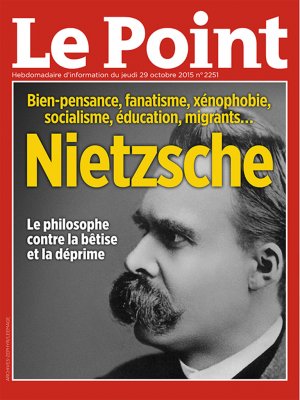 Le Point
Hebdomadaire d'information du jeudi 29 octobre 2015 n° 2251
Bien-pensance, fanatisme, xénophobie,
socialisme, éducation, migrants...
Nietzsche
Le philosophe
contre la bêtise
et la déprime